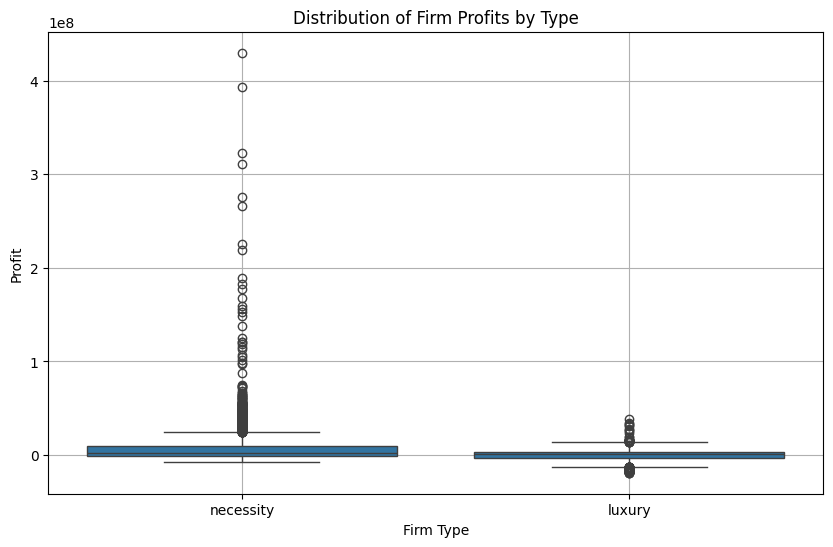 Distribution of Firm Profits by Type
1e8
4
3
2
1
0
Profit
necessity luxury
Firm Type